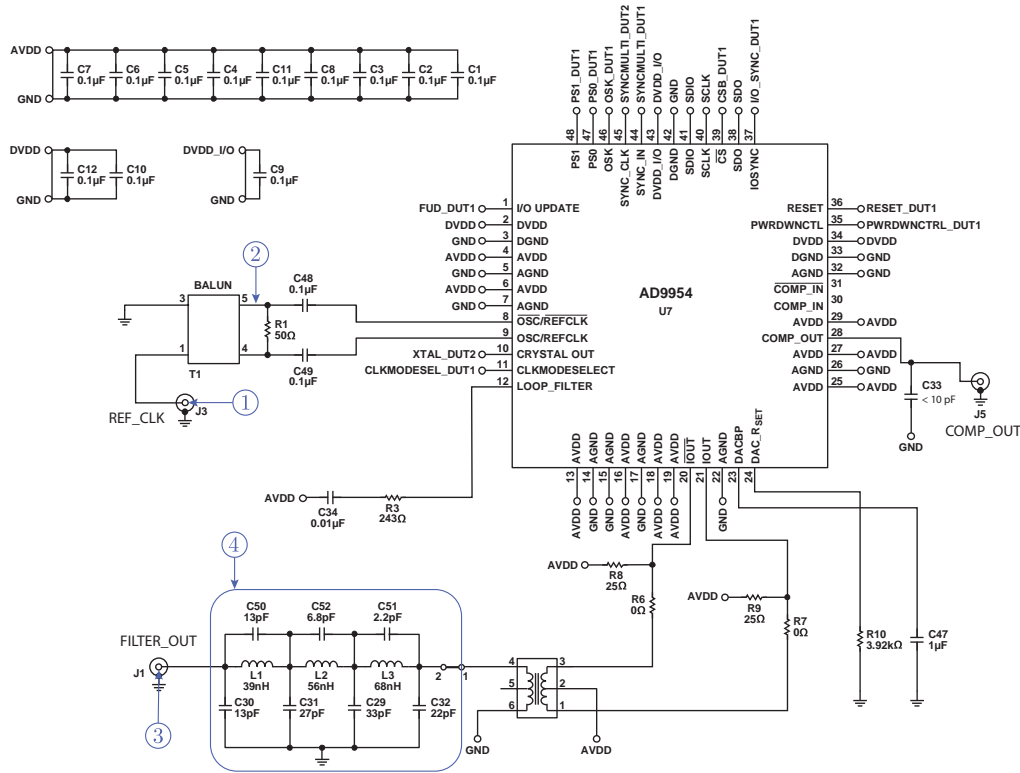 AVDD
C7
0.1µF
C6
0.1µF
C5
0.1µF
C4
0.1µF
C11
0.1µF
C8
0.1µF
C3
0.1µF
C2
0.1µF
C1
0.1µF
GND
DVDD
C12
0.1µF
C10
0.1µF
GND
DVDD_I/O
C9
0.1µF
GND
PS1_DUT1
PS0_DUT1
OSK_DUT1
SYNCMULTI_DUT2
SYNCMULTI_DUT1
DVDD_I/O
GND
SDIO
SCLK
CSB_DUT1
SDO
I/O_SYNC_DUT1
48
47
46
45
44
43
42
41
40
39
38
37
PS1
PS0
OSK
SYNC_CLK
SYNC_IN
DVDD_I/O
DGND
SDIO
SCLK
CS
SDO
IOSYNC
FUD_DUT1 1 I/O UPDATE
DVDD 2 DVDD
GND 3 DGND
AVDD 4 AVDD
GND 5 AGND
AVDD 6 AVDD
GND 7 AGND
8 OSC/REFCLK
9 OSC/REFCLK
XTAL_DUT2 10 CRYSTAL OUT
CLKMODESEL_DUT1 11 CLKMODESELECT
12 LOOP_FILTER
AD9954
U7
RESET 36 RESET_DUT1
PWRDWNCTL 35 PWRDWNCTRL_DUT1
DVDD 34 DVDD
DGND 33 GND
AGND 32 GND
COMP_IN 31
COMP_IN 30
AVDD 29 AVDD
COMP_OUT 28
AVDD 27 AVDD
AGND 26 GND
AVDD 25 AVDD
C33
< 10 pF
GND
J5
COMP_OUT
2
BALUN
3
5
1
4
T1
R1
50Ω
C48
0.1µF
C49
0.1µF
1
J3
REF_CLK
AVDD
C34
0.01µF
R3
243Ω
AVDD
AGND
AGND
AVDD
AGND
AVDD
AVDD
IOUT
IOUT
AGND
DACBP
DAC_RSET
13
14
15
16
17
18
19
20
21
22
23
24
AVDD
GND
GND
AVDD
GND
AVDD
AVDD
GND
AVDD
R8
25Ω
R6
0Ω
AVDD
R9
25Ω
R7
0Ω
R10
3.92kΩ
C47
1µF
4
C50
13pF
C52
6.8pF
C51
2.2pF
FILTER_OUT
J1
3
L1
39nH
L2
56nH
L3
68nH
2
1
C30
13pF
C31
27pF
C29
33pF
C32
22pF
4
5
6
3
2
1
GND
AVDD